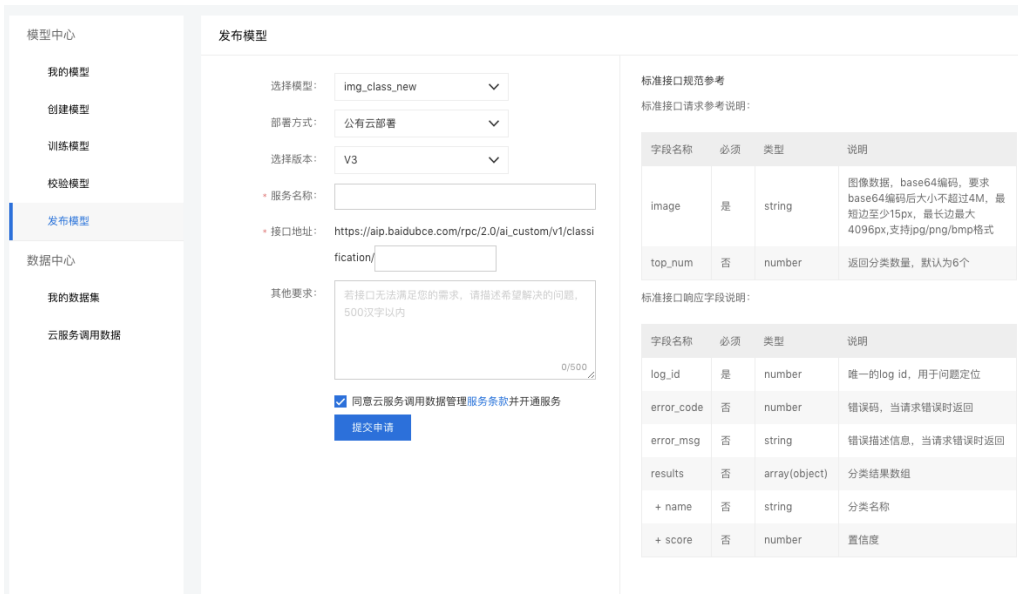 模型中心
我的模型
创建模型
训练模型
校验模型
发布模型
数据中心
我的数据集
云服务调用数据
发布模型
选择模型: img_class_new
部署方式: 公有云部署
选择版本: V3
* 服务名称:
* 接口地址: https://aip.baidubce.com/rpc/2.0/ai_custom/v1/classi
fication/
其他要求: 若接口无法满足您的需求，请描述希望解决的问题，
500汉字以内
0/500
同意云服务调用数据管理服务条款并开通服务
提交申请
标准接口规范参考
标准接口请求参考说明:
字段名称 必须 类型 说明
image 是 string 图像数据，base64编码，要求
base64编码后大小不超过4M，最
短边至少15px，最长边最大
4096px,支持jpg/png/bmp格式
top_num 否 number 返回分类数量，默认为6个
标准接口响应字段说明:
字段名称 必须 类型 说明
log_id 是 number 唯一的log id，用于问题定位
error_code 否 number 错误码，当请求错误时返回
error_msg 否 string 错误描述信息，当请求错误时返回
results 否 array(object) 分类结果数组
+ name 否 string 分类名称
+ score 否 number 置信度